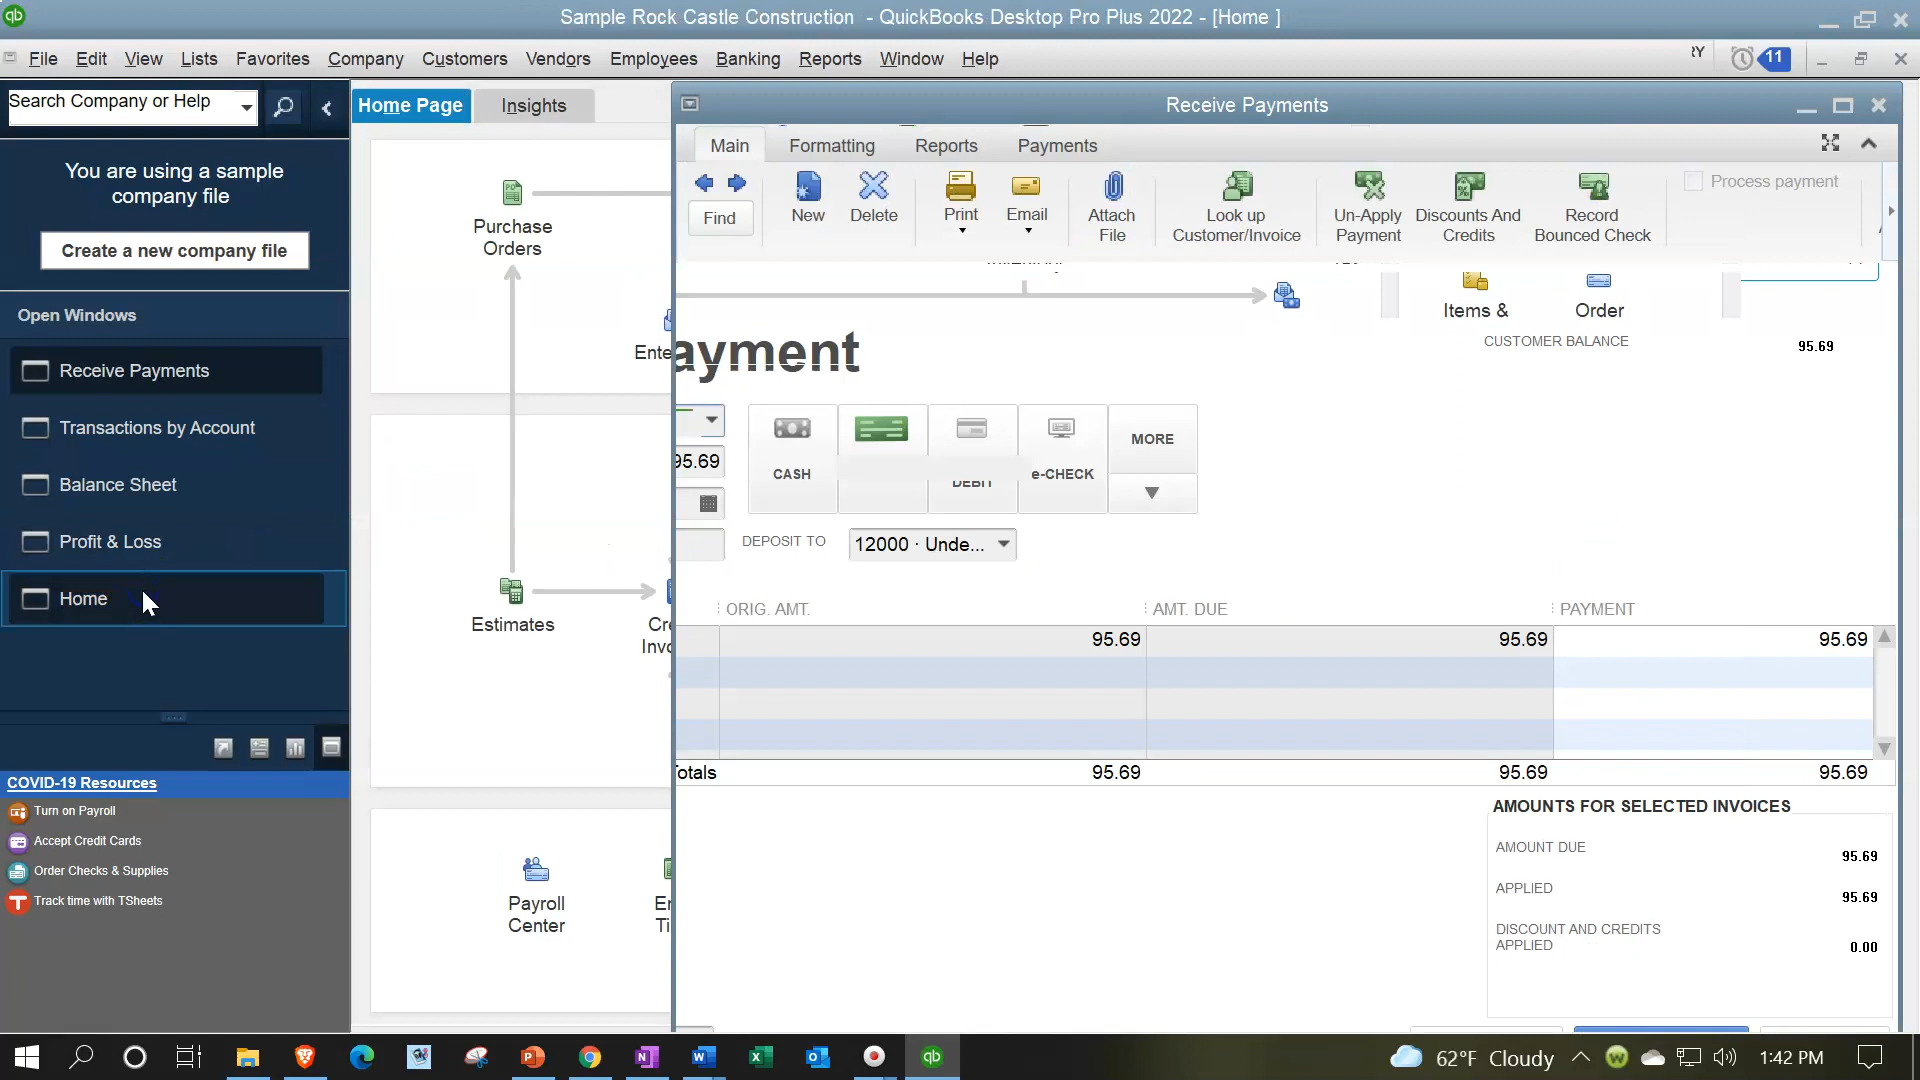 Sample Rock Castle Construction - QuickBooks Desktop Pro Plus 2022 - [Home ]
File Edit View Lists Favorites Company Customers Vendors Employees Banking Reports Window Help
11
Search Company or Help
You are using a sample
company file
Create a new company file
Open Windows
Receive Payments
Transactions by Account
Balance Sheet
Profit & Loss
Home
COVID-19 Resources
Turn on Payroll
Accept Credit Cards
Order Checks & Supplies
Track time with TSheets
Home Page Insights
Purchase
Orders
Estimates
Payroll
Center
Receive Payments
Main Formatting Reports Payments
Find
New
Delete
Print
Email
Attach
File
Look up
Customer/Invoice
Un-Apply
Payment
Discounts And
Credits
Record
Bounced Check
Process payment
Items &
Order
ayment
CUSTOMER BALANCE 95.69
95.69
CASH
DEBIT
e-CHECK
MORE
DEPOSIT TO 12000 · Unde...
ORIG. AMT. AMT. DUE PAYMENT
95.69 95.69 95.69
Totals 95.69 95.69 95.69
AMOUNTS FOR SELECTED INVOICES
AMOUNT DUE 95.69
APPLIED 95.69
DISCOUNT AND CREDITS
APPLIED 0.00
qb
62°F Cloudy
1:42 PM